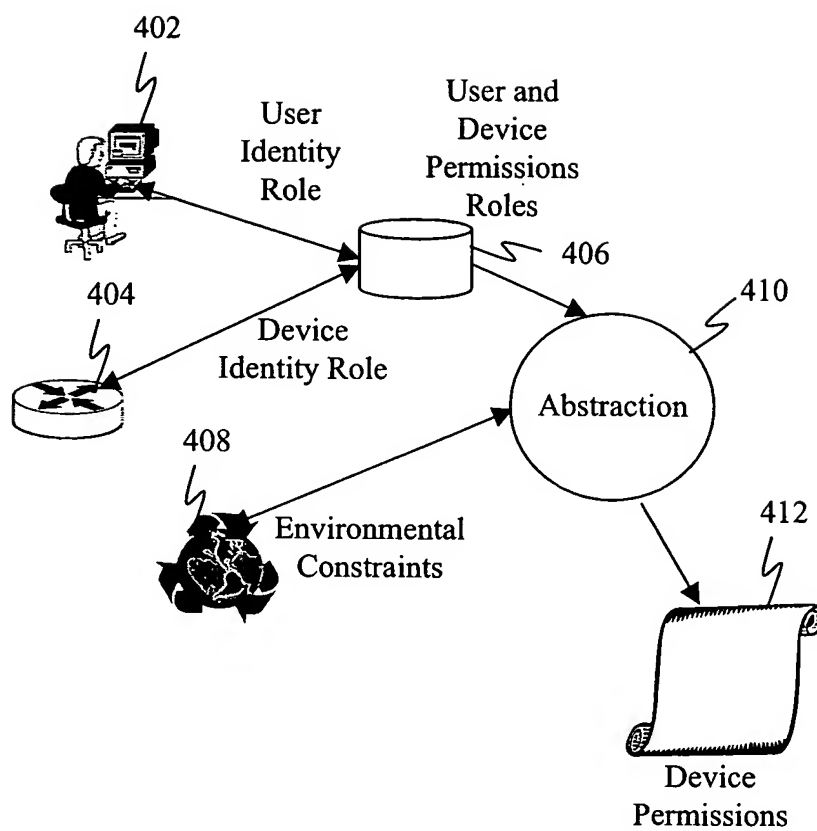 402
User
Identity
Role
User and
Device
Permissions
Roles
406
404
Device
Identity Role
410
Abstraction
408
Environmental
Constraints
412
Device
Permissions